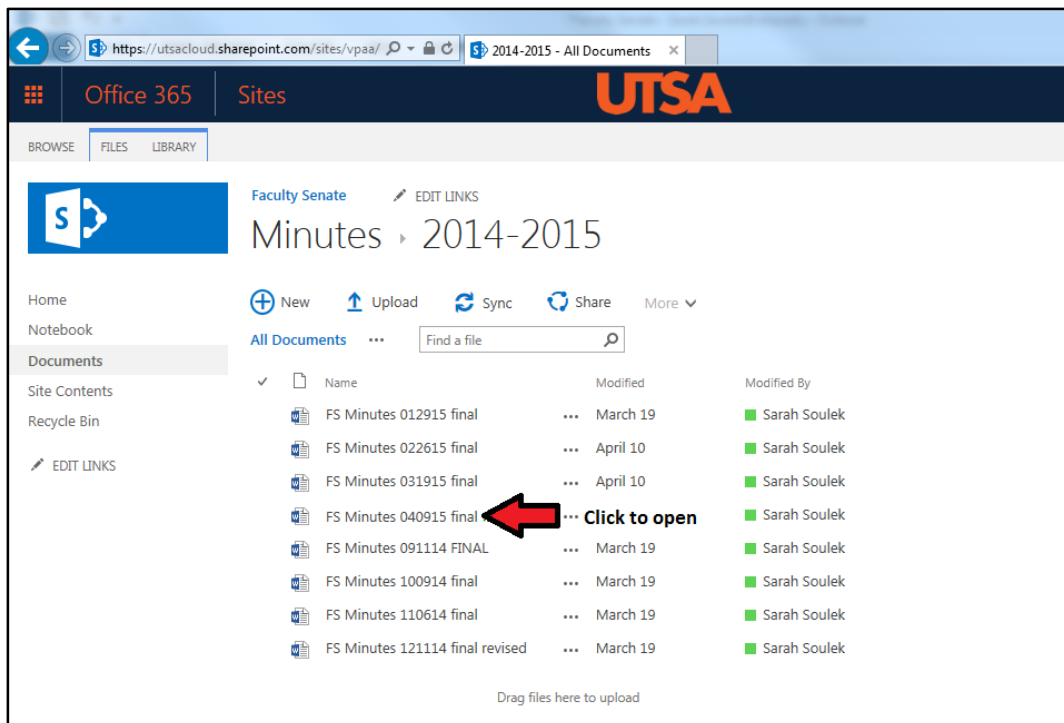 https://utsacloud.sharepoint.com/sites/vpaa/
2014-2015 - All Documents
Office 365 Sites UTSA
BROWSE FILES LIBRARY
S
Faculty Senate EDIT LINKS
Minutes 2014-2015
Home
Notebook
Documents
Site Contents
Recycle Bin
EDIT LINKS
New Upload Sync Share More
All Documents ... Find a file
Name Modified Modified By
FS Minutes 012915 final ... March 19 Sarah Soulek
FS Minutes 022615 final ... April 10 Sarah Soulek
FS Minutes 031915 final ... April 10 Sarah Soulek
FS Minutes 040915 final ... Click to open Sarah Soulek
FS Minutes 091114 FINAL ... March 19 Sarah Soulek
FS Minutes 100914 final ... March 19 Sarah Soulek
FS Minutes 110614 final ... March 19 Sarah Soulek
FS Minutes 121114 final revised ... March 19 Sarah Soulek
Drag files here to upload